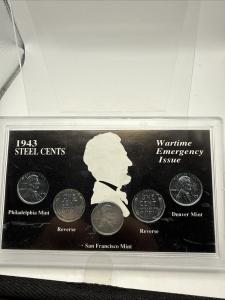 1943
STEEL CENTS
Wartime
Emergency
Issue
Philadelphia Mint
Reverse
San Francisco Mint
Reverse
Denver Mint